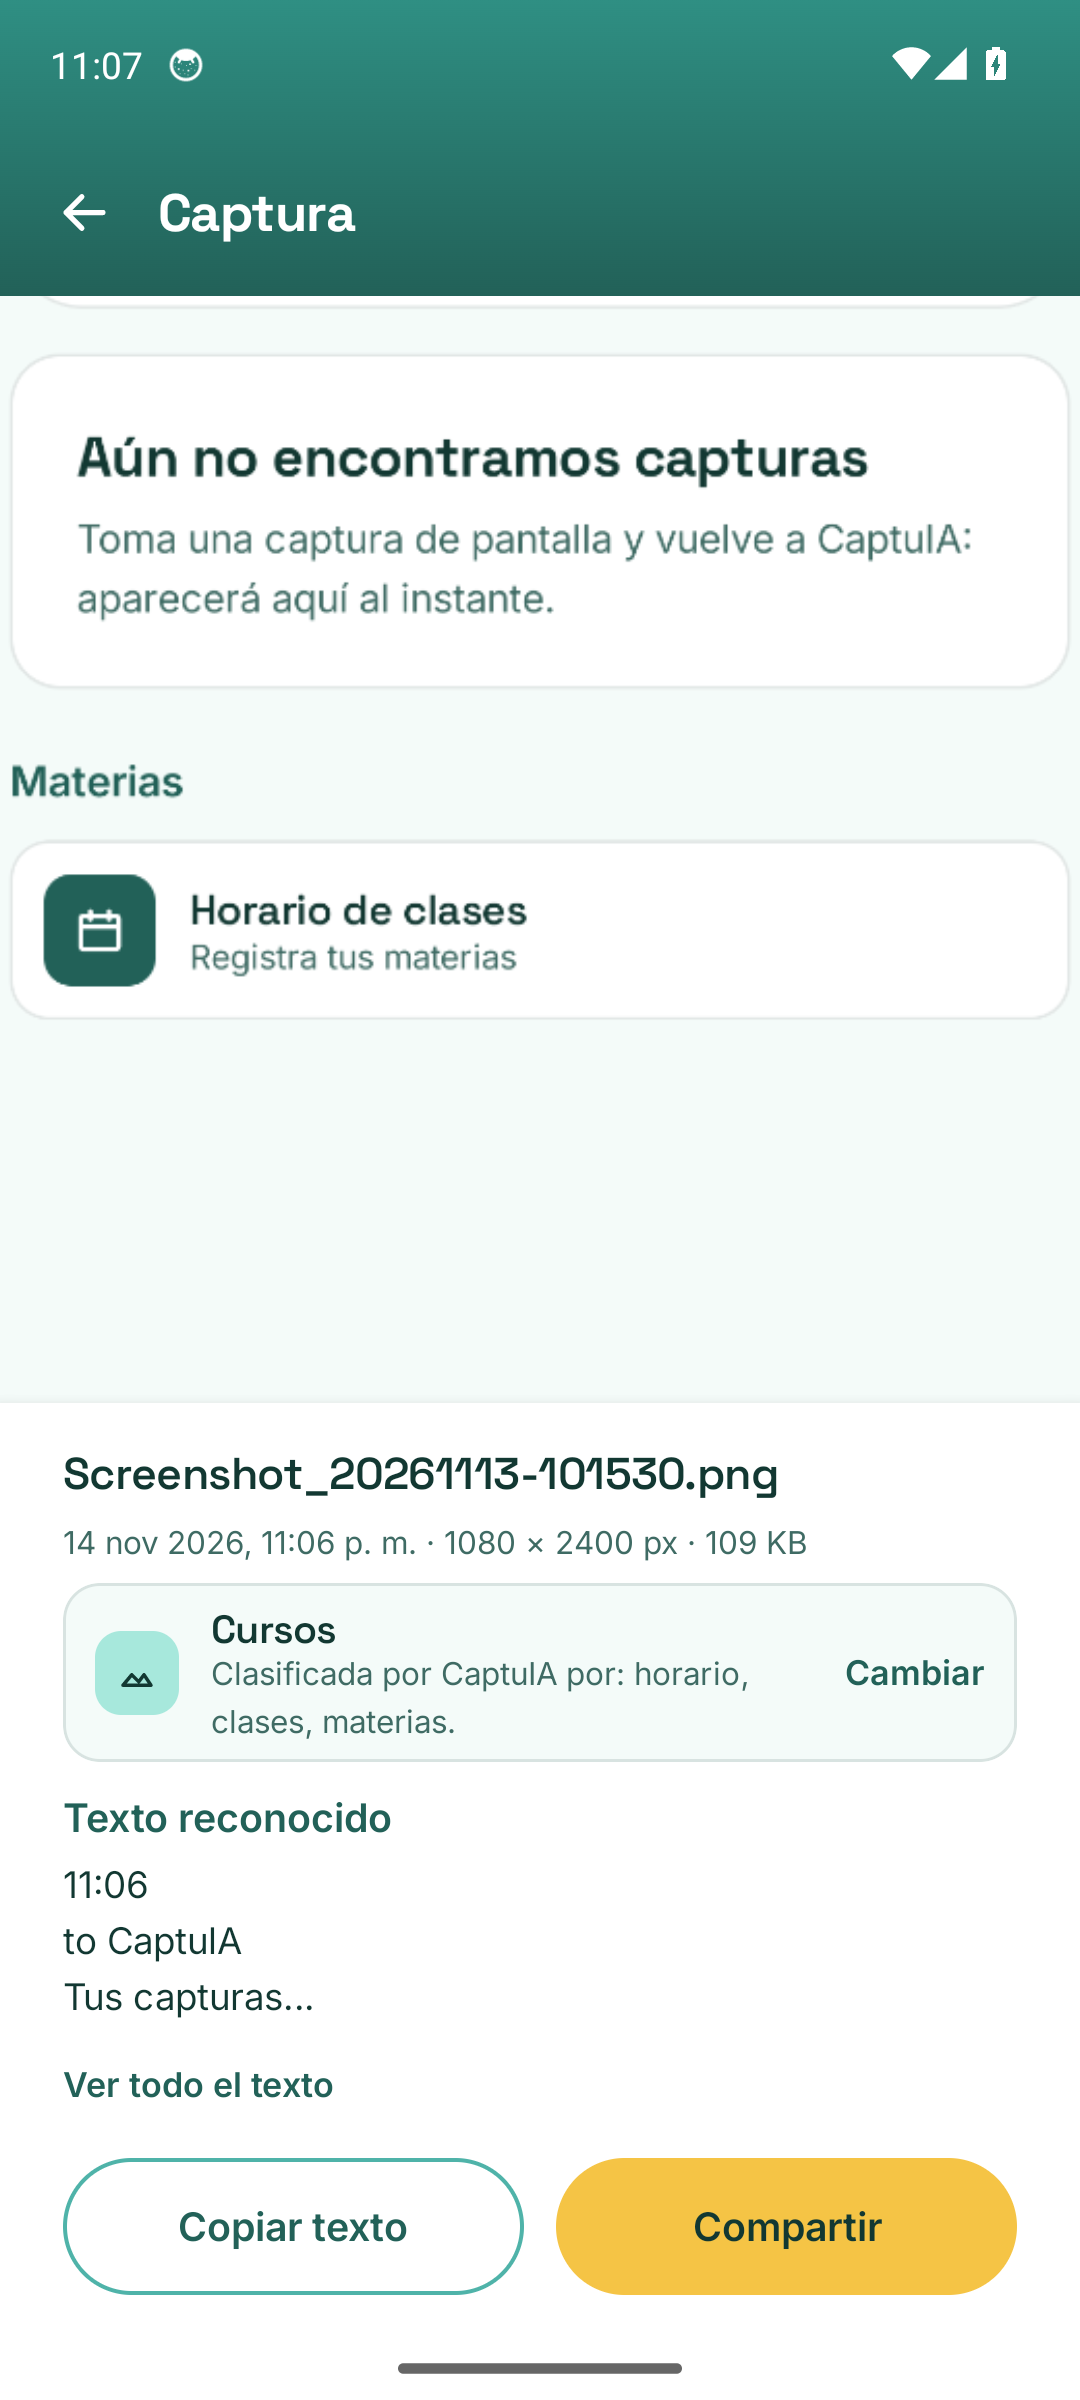 11:07
Captura
Aún no encontramos capturas
Toma una captura de pantalla y vuelve a CaptuIA:
aparecerá aquí al instante.
Materias
Horario de clases
Registra tus materias
Screenshot_20261113-101530.png
14 nov 2026, 11:06 p. m. · 1080 × 2400 px · 109 KB
Cursos
Clasificada por CaptuIA por: horario,
clases, materias.
Cambiar
Texto reconocido
11:06
to CaptuIA
Tus capturas...
Ver todo el texto
Copiar texto
Compartir